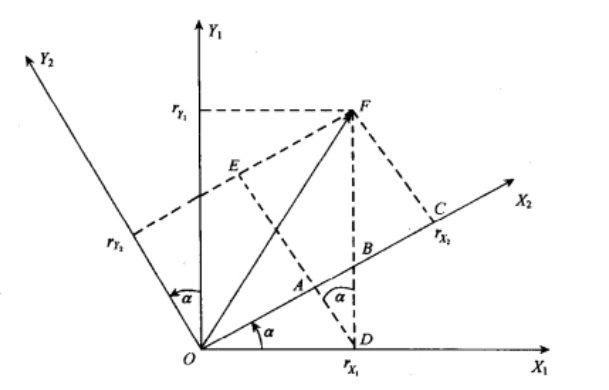 Y₁
Y₂
r_{Y₁}
F
E
C
X₂
r_{Y₂}
r_{X₂}
B
α
A
α
α
D
O
r_{X₁}
X₁